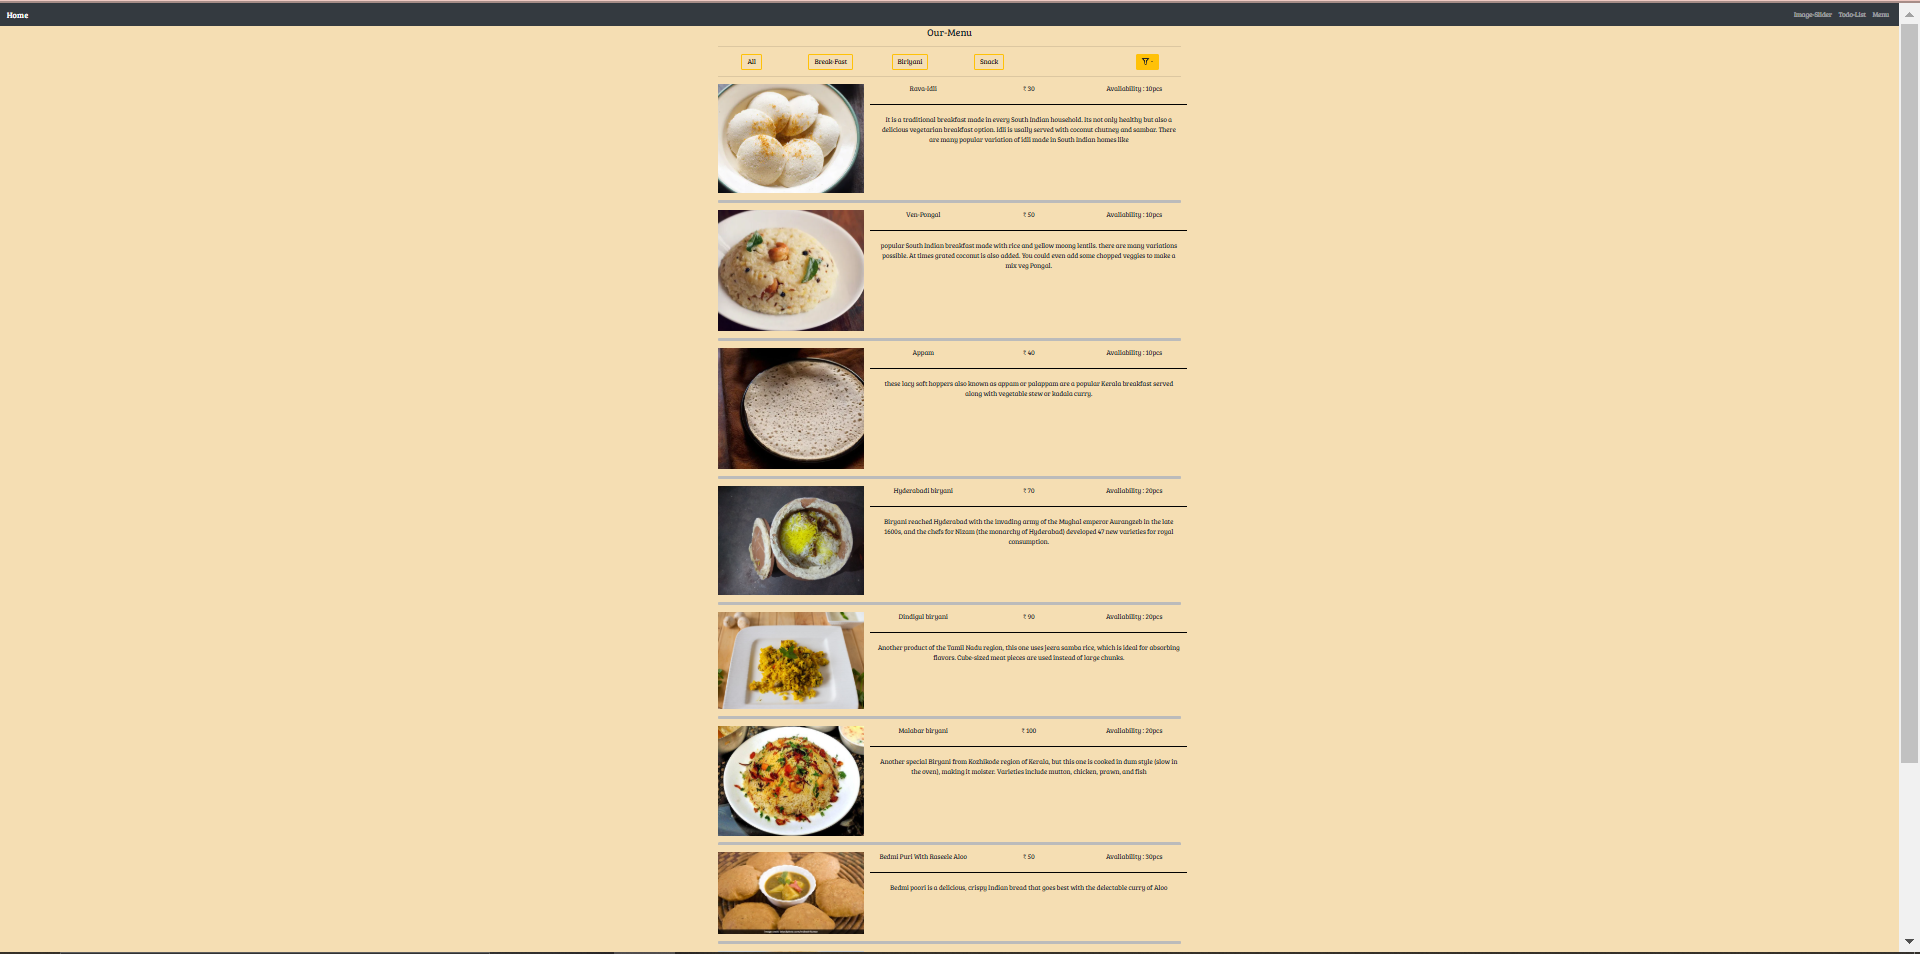 Home
Image-Slider Todo-List Menu
Our-Menu
All Break-Fast Biriyani Snack
Rava-Idli ₹ 30 Availability : 10pcs
It is a traditional breakfast made in every South Indian household. Its not only healthy but also a
delicious vegetarian breakfast option. Idli is usally served with coconut chutney and sambar. There
are many popular variation of idli made in South Indian homes like
Ven-Pongal ₹ 50 Availability : 10pcs
popular South Indian breakfast made with rice and yellow moong lentils. there are many variations
possible. At times grated coconut is also added. You could even add some chopped veggies to make a
mix veg Pongal.
Appam ₹ 40 Availability : 10pcs
these lacy soft hoppers also known as appam or palappam are a popular Kerala breakfast served
along with vegetable stew or kadala curry.
Hyderabadi biryani ₹ 70 Availability : 20pcs
Biryani reached Hyderabad with the invading army of the Mughal emperor Aurangzeb in the late
1600s, and the chefs for Nizam (the monarchy of Hyderabad) developed 47 new varieties for royal
consumption.
Dindigul biryani ₹ 90 Availability : 20pcs
Another product of the Tamil Nadu region, this one uses jeera samba rice, which is ideal for absorbing
flavors. Cube-sized meat pieces are used instead of large chunks.
Malabar biryani ₹ 100 Availability : 20pcs
Another special Biryani from Kozhikode region of Kerala, but this one is cooked in dum style (slow in
the oven), making it moister. Varieties include mutton, chicken, prawn, and fish
Bedmi Puri With Raseele Aloo ₹ 50 Availability : 30pcs
Bedmi poori is a delicious, crispy Indian bread that goes best with the delectable curry of Aloo